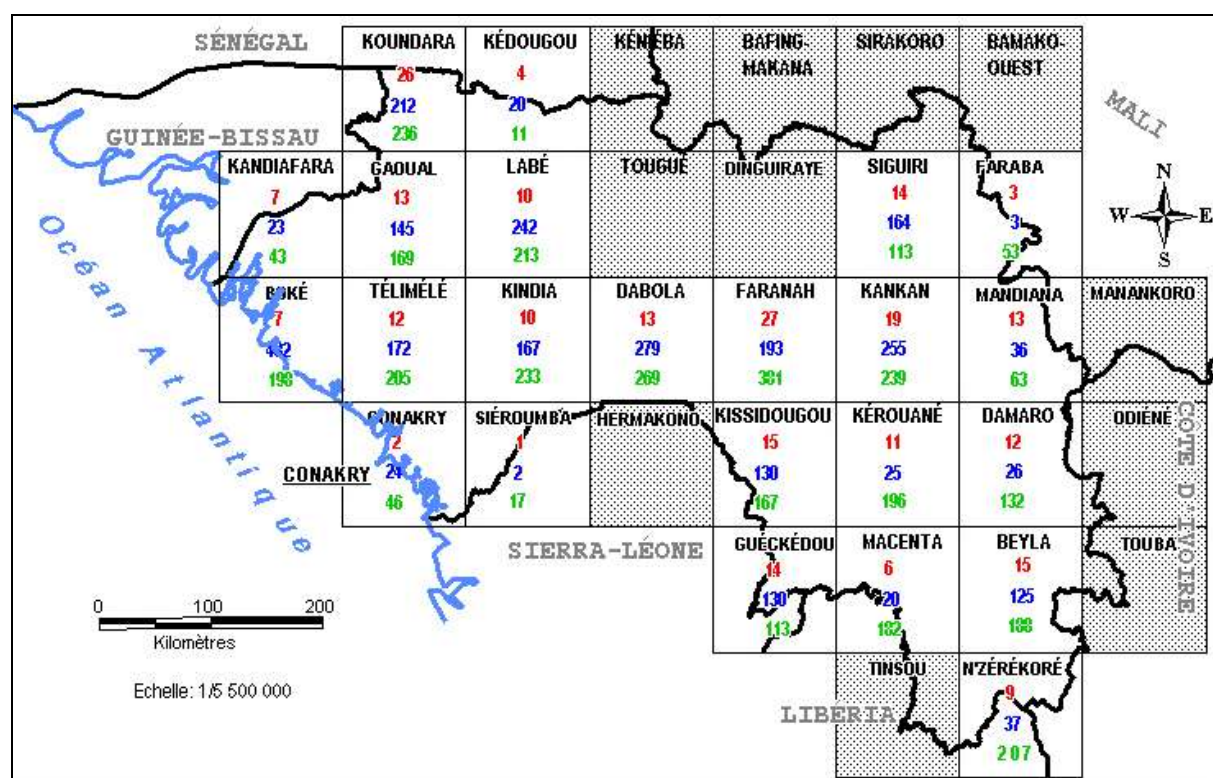 SÉNÉGAL
KOUNDARA
26
212
236
KÉDOUGOU
4
20
11
KÉNIÉBA
BAFING-
MAKANA
SIRAKORO
BAMAKO-
OUEST
MALI
GUINÉE-BISSAU
KANDIAFARA
7
23
43
GAOUAL
13
145
169
LABÉ
10
242
213
TOUGUÉ
DINGUIRAYE
SIGUIRI
14
164
113
FARABA
3
3
53
N
W E
S
BOKÉ
7
198
TÉLIMÉLÉ
12
172
205
KINDIA
10
167
233
DABOLA
13
279
269
FARANAH
27
193
381
KANKAN
19
255
239
MANDIANA
13
36
63
MANANKORO
Océan Atlantique
CONAKRY
2
24
46
CONAKRY
SIÉROUMBA
1
2
17
HERMAKONO
KISSIDOUGOU
15
130
167
KÉROUANÉ
11
25
196
DAMARO
12
26
132
ODIÉNÉ
CÔTE D'IVOIRE
SIERRA-LÉONE
GUÉCKÉDOU
14
130
113
MACENTA
6
20
182
BEYLA
15
125
188
TOUBA
0 100 200
Kilomètres
Echelle: 1/5 500 000
TINSOU
N'ZÉRÉKORÉ
9
37
207
LIBÉRIA